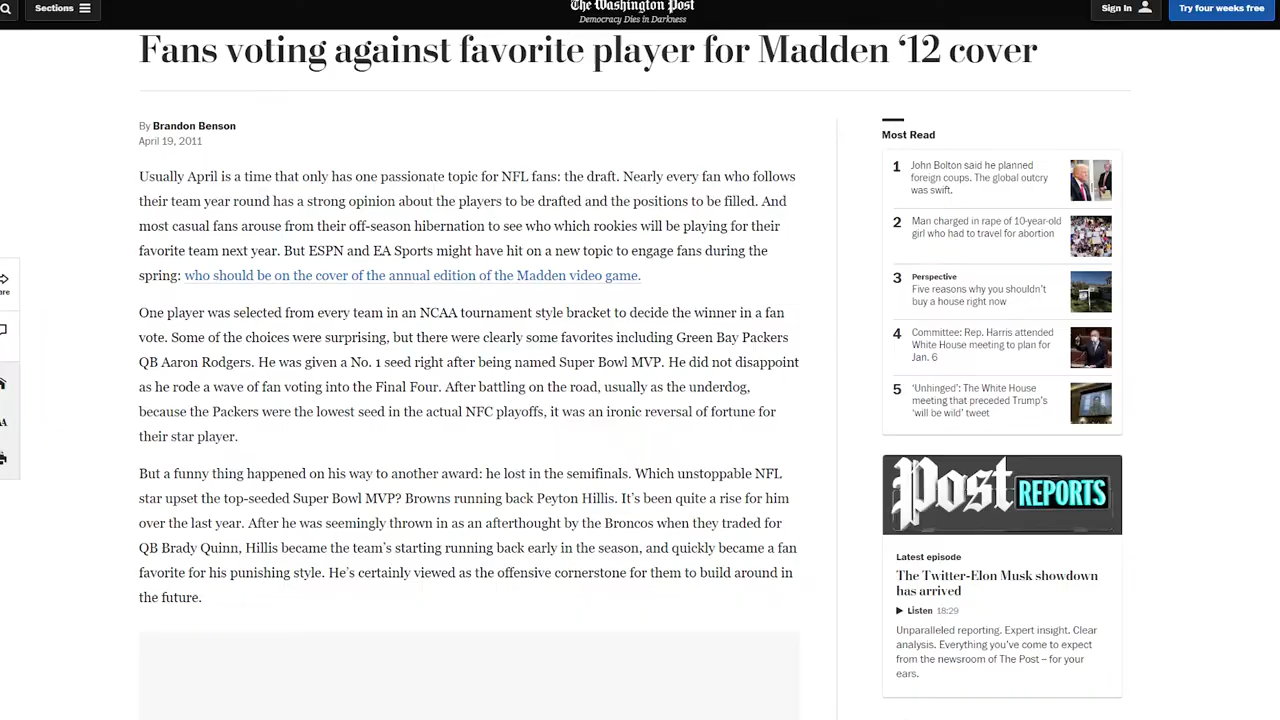 Sections
The Washington Post
Democracy Dies in Darkness
Sign In
Try four weeks free
Fans voting against favorite player for Madden ‘12 cover
By Brandon Benson
April 19, 2011
Usually April is a time that only has one passionate topic for NFL fans: the draft. Nearly every fan who follows
their team year round has a strong opinion about the players to be drafted and the positions to be filled. And
most casual fans arouse from their off-season hibernation to see who which rookies will be playing for their
favorite team next year. But ESPN and EA Sports might have hit on a new topic to engage fans during the
spring: who should be on the cover of the annual edition of the Madden video game.
One player was selected from every team in an NCAA tournament style bracket to decide the winner in a fan
vote. Some of the choices were surprising, but there were clearly some favorites including Green Bay Packers
QB Aaron Rodgers. He was given a No. 1 seed right after being named Super Bowl MVP. He did not disappoint
as he rode a wave of fan voting into the Final Four. After battling on the road, usually as the underdog,
because the Packers were the lowest seed in the actual NFC playoffs, it was an ironic reversal of fortune for
their star player.
But a funny thing happened on his way to another award: he lost in the semifinals. Which unstoppable NFL
star upset the top-seeded Super Bowl MVP? Browns running back Peyton Hillis. It’s been quite a rise for him
over the last year. After he was seemingly thrown in as an afterthought by the Broncos when they traded for
QB Brady Quinn, Hillis became the team’s starting running back early in the season, and quickly became a fan
favorite for his punishing style. He’s certainly viewed as the offensive cornerstone for them to build around in
the future.
Most Read
1
John Bolton said he planned
foreign coups. The global outcry
was swift.
2
Man charged in rape of 10-year-old
girl who had to travel for abortion
3
Perspective
Five reasons why you shouldn’t
buy a house right now
4
Committee: Rep. Harris attended
White House meeting to plan for
Jan. 6
5
‘Unhinged’: The White House
meeting that preceded Trump’s
‘will be wild’ tweet
Post REPORTS
Latest episode
The Twitter-Elon Musk showdown
has arrived
Listen 18:29
Unparalleled reporting. Expert insight. Clear
analysis. Everything you’ve come to expect
from the newsroom of The Post – for your
ears.